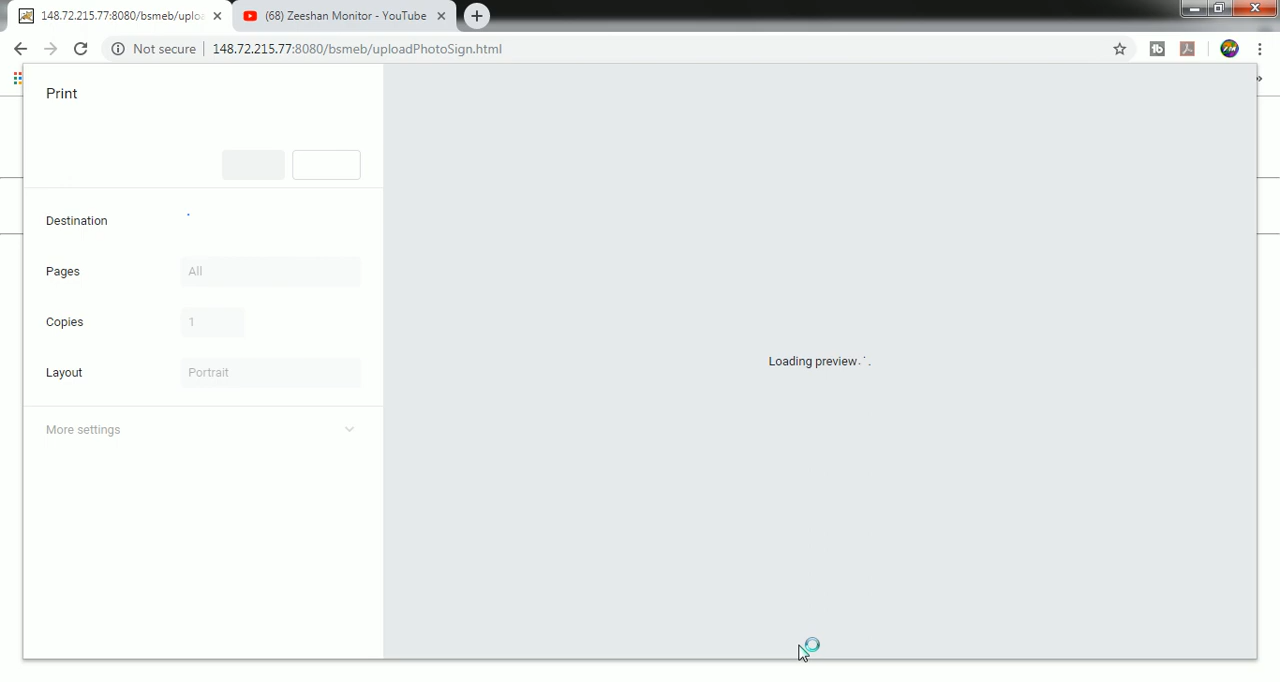 148.72.215.77:8080/bsmeb/uploa
(68) Zeeshan Monitor - YouTube
Not secure
148.72.215.77:8080/bsmeb/uploadPhotoSign.html
Print
Destination
Pages All
Copies 1
Layout Portrait
More settings
Loading preview...